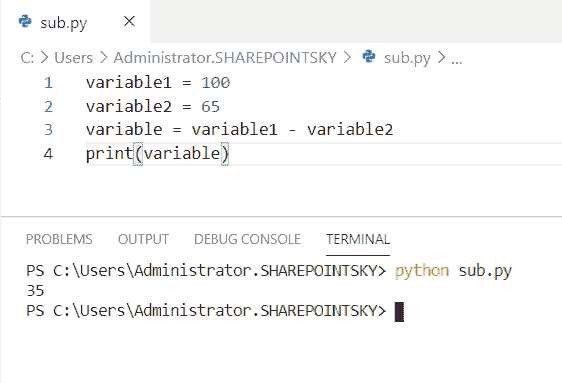 sub.py ×
C: > Users > Administrator.SHAREPOINTSKY > sub.py > ...
1 variable1 = 100
2 variable2 = 65
3 variable = variable1 - variable2
4 print(variable)
PROBLEMS OUTPUT DEBUG CONSOLE TERMINAL
PS C:\Users\Administrator.SHAREPOINTSKY> python sub.py
35
PS C:\Users\Administrator.SHAREPOINTSKY>